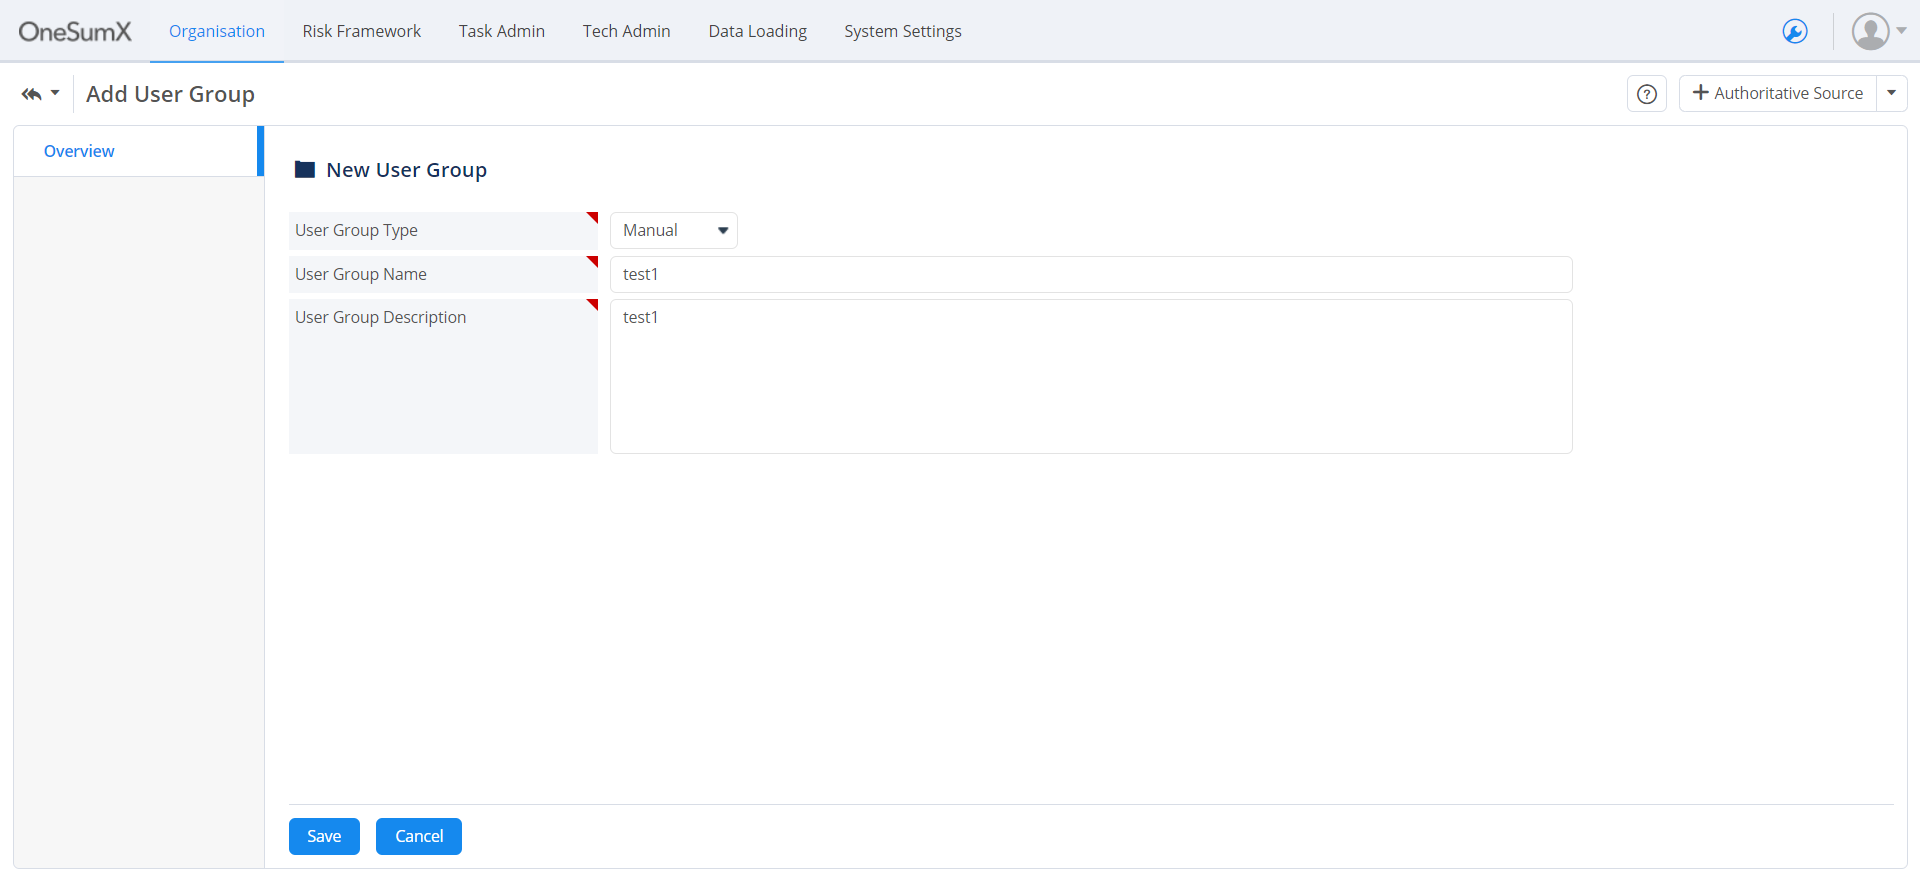 OneSumX Organisation Risk Framework Task Admin Tech Admin Data Loading System Settings
Add User Group ? + Authoritative Source
Overview
New User Group
User Group Type Manual
User Group Name test1
User Group Description test1
Save Cancel